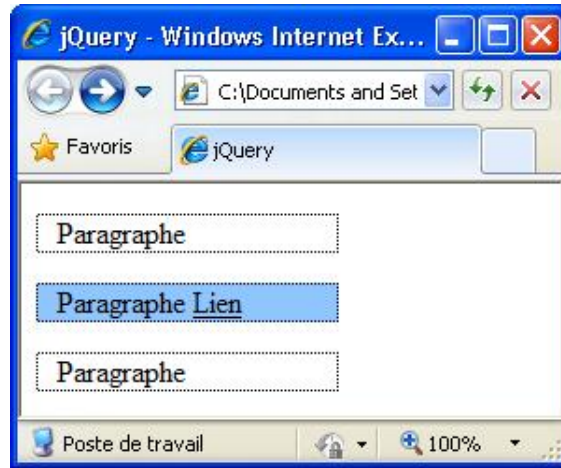 jQuery - Windows Internet Ex...
C:\Documents and Set
Favoris
jQuery
Paragraphe
Paragraphe Lien
Paragraphe
Poste de travail
100%